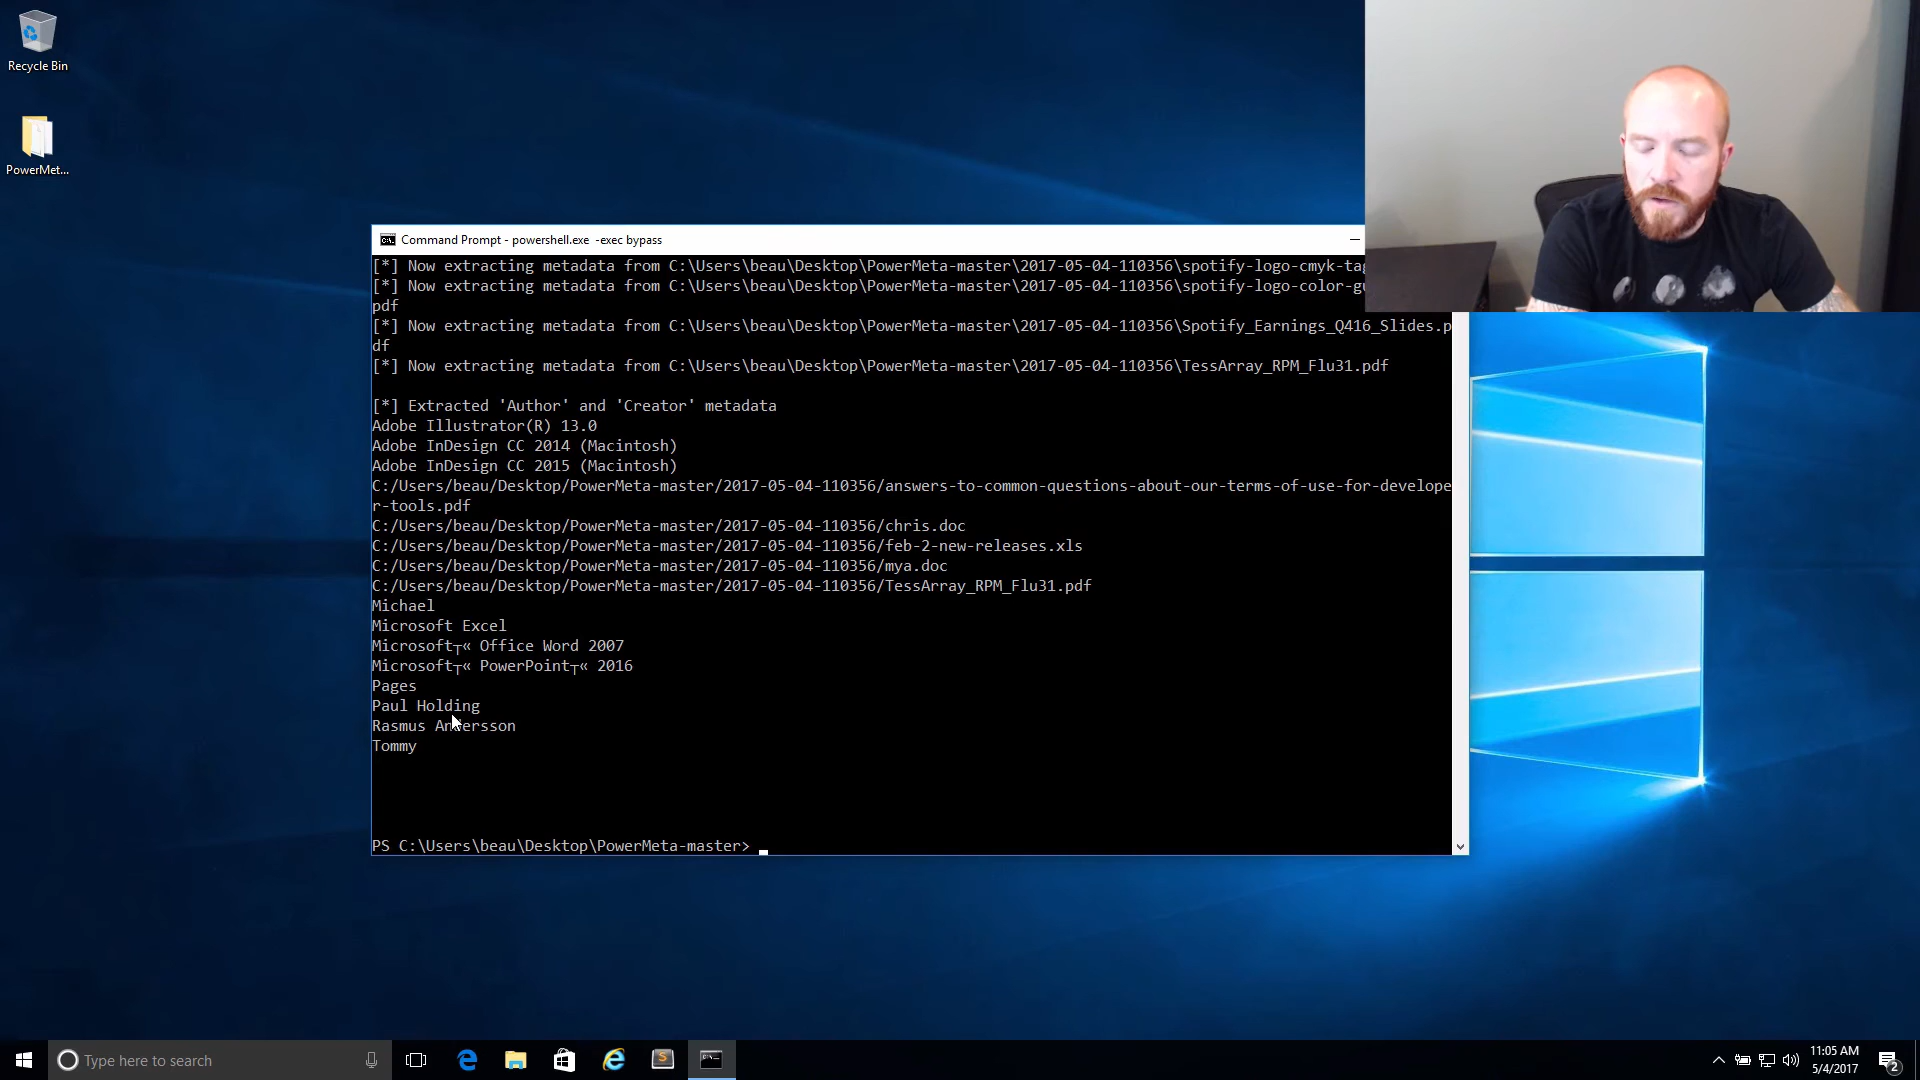 Recycle Bin
PowerMet...
Command Prompt - powershell.exe  -exec bypass
[*] Now extracting metadata from C:\Users\beau\Desktop\PowerMeta-master\2017-05-04-110356\spotify-logo-cmyk-tag
[*] Now extracting metadata from C:\Users\beau\Desktop\PowerMeta-master\2017-05-04-110356\spotify-logo-color-gu
pdf
[*] Now extracting metadata from C:\Users\beau\Desktop\PowerMeta-master\2017-05-04-110356\Spotify_Earnings_Q416_Slides.p
df
[*] Now extracting metadata from C:\Users\beau\Desktop\PowerMeta-master\2017-05-04-110356\TessArray_RPM_Flu31.pdf
[*] Extracted 'Author' and 'Creator' metadata
Adobe Illustrator(R) 13.0
Adobe InDesign CC 2014 (Macintosh)
Adobe InDesign CC 2015 (Macintosh)
C:/Users/beau/Desktop/PowerMeta-master/2017-05-04-110356/answers-to-common-questions-about-our-terms-of-use-for-develope
r-tools.pdf
C:/Users/beau/Desktop/PowerMeta-master/2017-05-04-110356/chris.doc
C:/Users/beau/Desktop/PowerMeta-master/2017-05-04-110356/feb-2-new-releases.xls
C:/Users/beau/Desktop/PowerMeta-master/2017-05-04-110356/mya.doc
C:/Users/beau/Desktop/PowerMeta-master/2017-05-04-110356/TessArray_RPM_Flu31.pdf
Michael
Microsoft Excel
Microsoft┬« Office Word 2007
Microsoft┬« PowerPoint┬« 2016
Pages
Paul Holding
Rasmus Andersson
Tommy
PS C:\Users\beau\Desktop\PowerMeta-master>
Type here to search
11:05 AM
5/4/2017
2